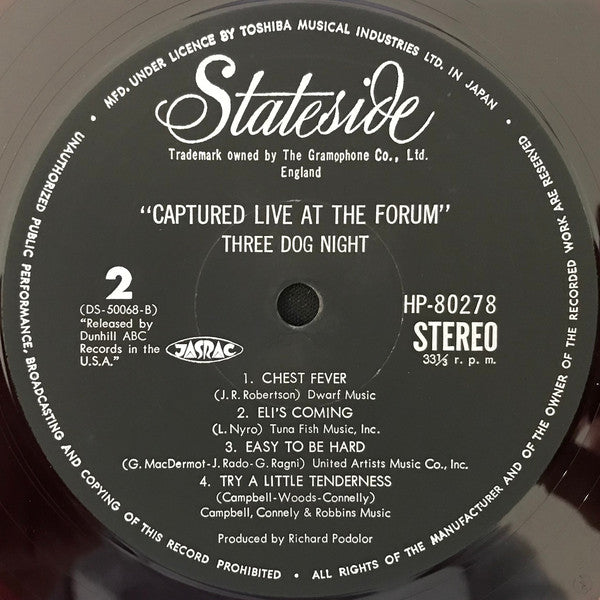 • MFD. UNDER LICENCE BY TOSHIBA MUSICAL INDUSTRIES LTD. IN JAPAN •
Stateside
Trademark owned by The Gramophone Co., Ltd.
England
"CAPTURED LIVE AT THE FORUM"
THREE DOG NIGHT
2
(DS-50068-B)
"Released by
Dunhill ABC
Records in the
U.S.A."
JASRAC
HP-80278
STEREO
33⅓ r. p. m.
1. CHEST FEVER
(J. R. Robertson) Dwarf Music
2. ELI'S COMING
(L. Nyro) Tuna Fish Music, Inc.
3. EASY TO BE HARD
(G. MacDermot-J. Rado-G. Ragni) United Artists Music Co., Inc.
4. TRY A LITTLE TENDERNESS
(Campbell-Woods-Connelly)
Campbell, Connely & Robbins Music
Produced by Richard Podolor
UNAUTHORIZED PUBLIC PERFORMANCE, BROADCASTING AND COPYING OF THIS RECORD PROHIBITED • ALL RIGHTS OF THE MANUFACTURER AND OF THE OWNER OF THE RECORDED WORK ARE RESERVED